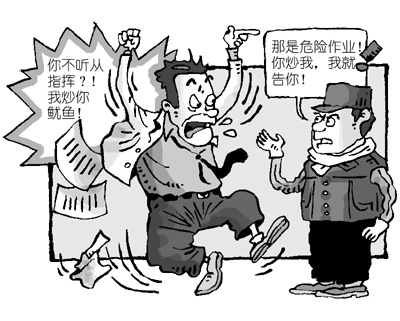 你不听从
指挥？！
我炒你
鱿鱼！
那是危险作业！
你炒我，我就
告你！